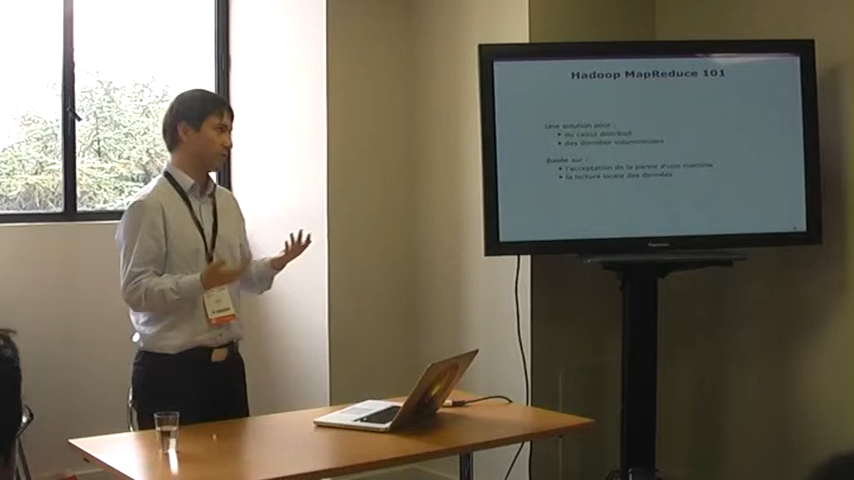 Hadoop MapReduce 101
Une solution pour :
du calcul distribué
des données volumineuses
Basée sur :
l'acceptation de la panne d'une machine
la lecture locale des données
Panasonic